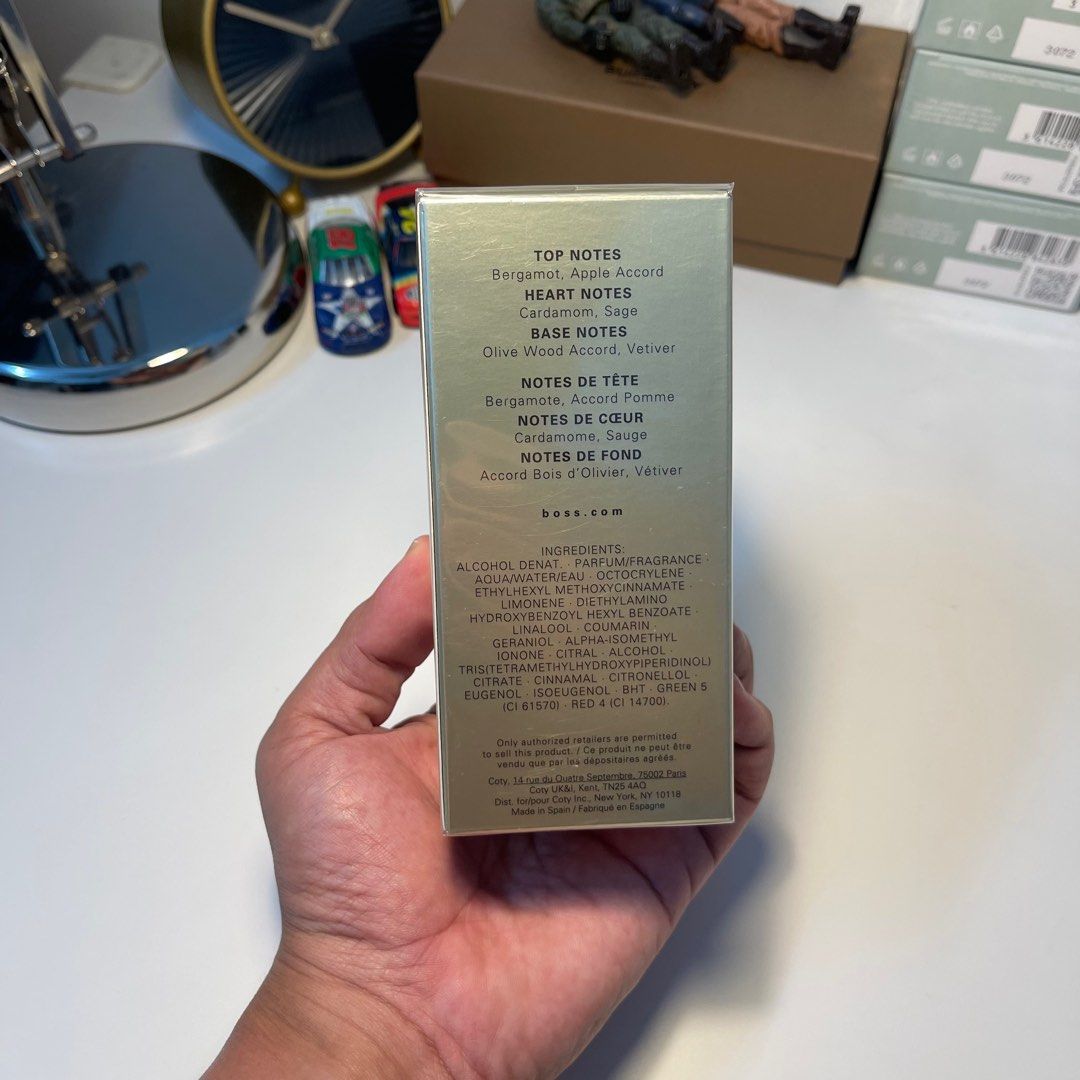 TOP NOTES
Bergamot, Apple Accord
HEART NOTES
Cardamom, Sage
BASE NOTES
Olive Wood Accord, Vetiver
NOTES DE TÊTE
Bergamote, Accord Pomme
NOTES DE CŒUR
Cardamome, Sauge
NOTES DE FOND
Accord Bois d'Olivier, Vétiver
boss.com
INGREDIENTS:
ALCOHOL DENAT. · PARFUM/FRAGRANCE ·
AQUA/WATER/EAU · OCTOCRYLENE ·
ETHYLHEXYL METHOXYCINNAMATE ·
LIMONENE · DIETHYLAMINO
HYDROXYBENZOYL HEXYL BENZOATE ·
LINALOOL · COUMARIN ·
GERANIOL · ALPHA-ISOMETHYL
IONONE · CITRAL · ALCOHOL ·
TRIS(TETRAMETHYLHYDROXYPIPERIDINOL)
CITRATE · CINNAMAL · CITRONELLOL ·
EUGENOL · ISOEUGENOL · BHT · GREEN 5
(CI 61570) · RED 4 (CI 14700).
Only authorized retailers are permitted
to sell this product. / Ce produit ne peut être
vendu que par les dépositaires agréés.
Coty, 14 rue du Quatre Septembre, 75002 Paris
Coty UK&i, Kent, TN25 4AQ
Dist. for/pour Coty Inc., New York, NY 10118
Made in Spain / Fabriqué en Espagne
3972
3972